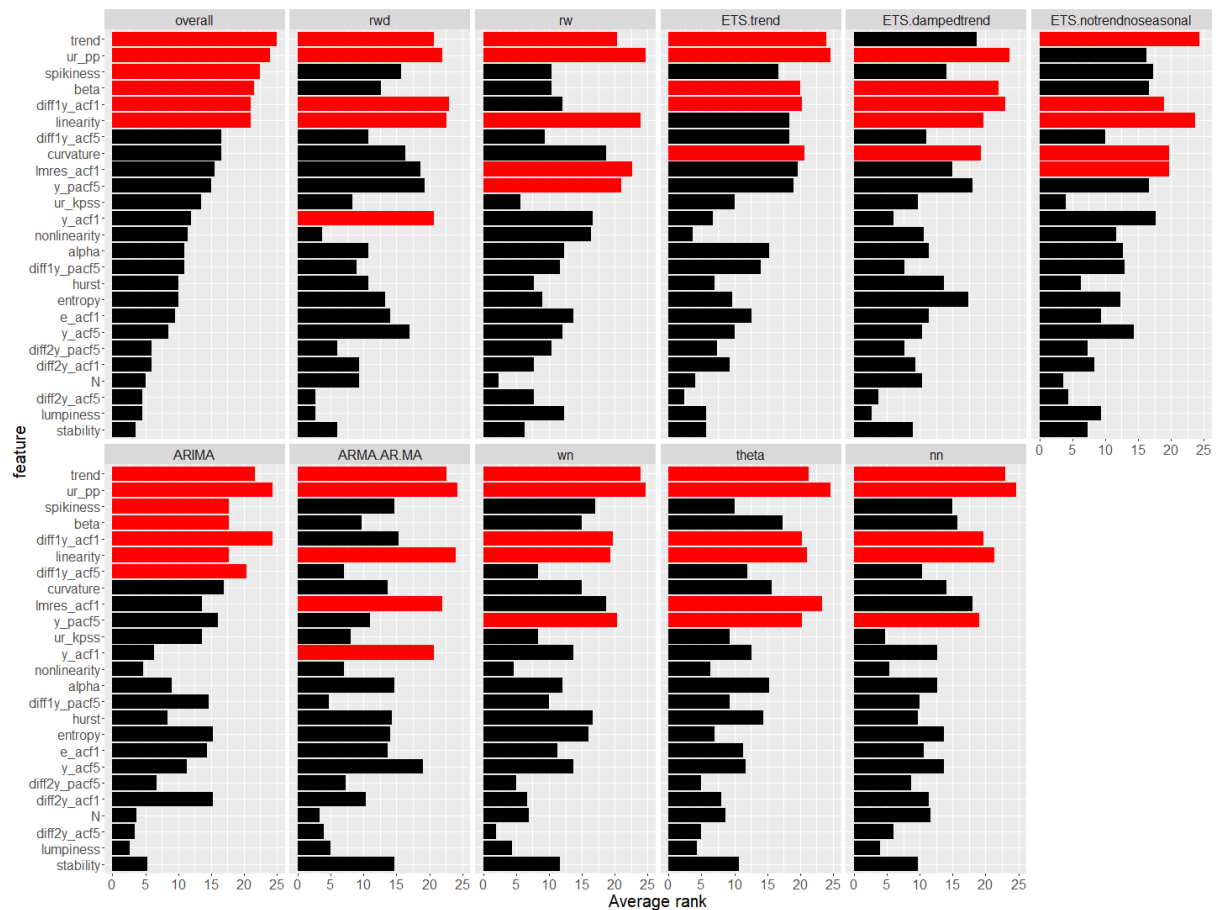 overall rwd rw ETS.trend ETS.dampedtrend ETS.notrendnoseasonal
trend
ur_pp
spikiness
beta
diff1y_acf1
linearity
diff1y_acf5
curvature
lmres_acf1
y_pacf5
ur_kpss
y_acf1
nonlinearity
alpha
diff1y_pacf5
hurst
entropy
e_acf1
y_acf5
diff2y_pacf5
diff2y_acf1
N
diff2y_acf5
lumpiness
stability
feature
ARIMA ARMA.AR.MA wn theta nn
0 5 10 15 20 25
trend
ur_pp
spikiness
beta
diff1y_acf1
linearity
diff1y_acf5
curvature
lmres_acf1
y_pacf5
ur_kpss
y_acf1
nonlinearity
alpha
diff1y_pacf5
hurst
entropy
e_acf1
y_acf5
diff2y_pacf5
diff2y_acf1
N
diff2y_acf5
lumpiness
stability
0 5 10 15 20 25 0 5 10 15 20 25 0 5 10 15 20 25 0 5 10 15 20 25 0 5 10 15 20 25
Average rank